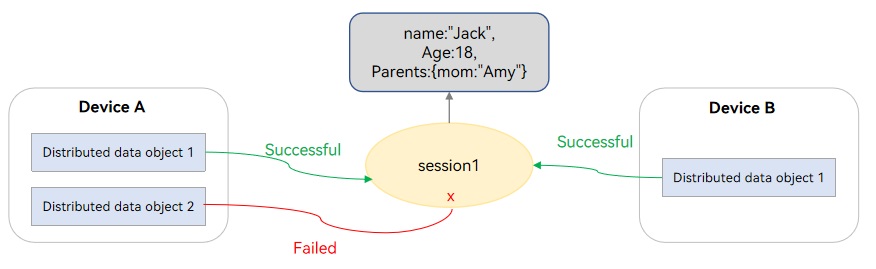 name:"Jack",
Age:18,
Parents:{mom:"Amy"}
Device A
Distributed data object 1
Distributed data object 2
Successful
Failed
session1
x
Successful
Device B
Distributed data object 1